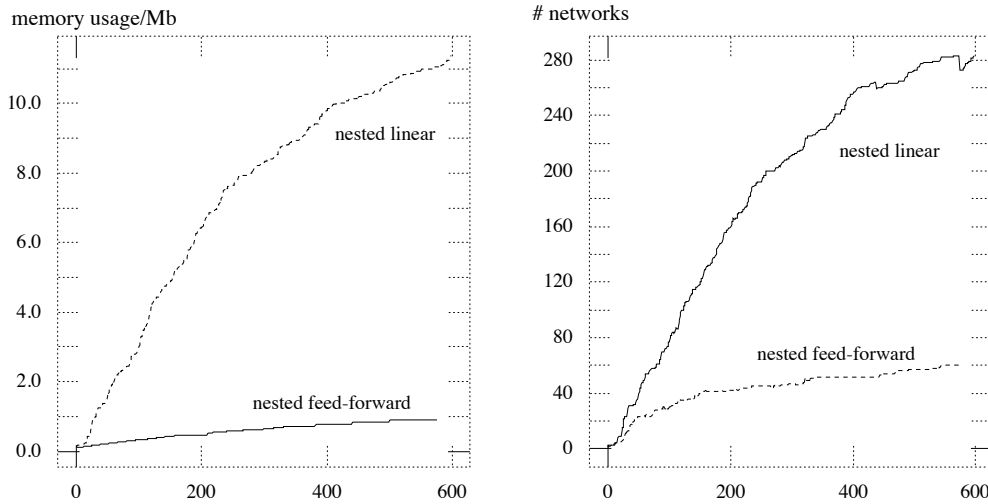 memory usage/Mb
10.0
8.0
6.0
4.0
2.0
0.0
nested linear
nested feed-forward
0 200 400 600
# networks
280
240
200
160
120
80
40
0
nested linear
nested feed-forward
0 200 400 600